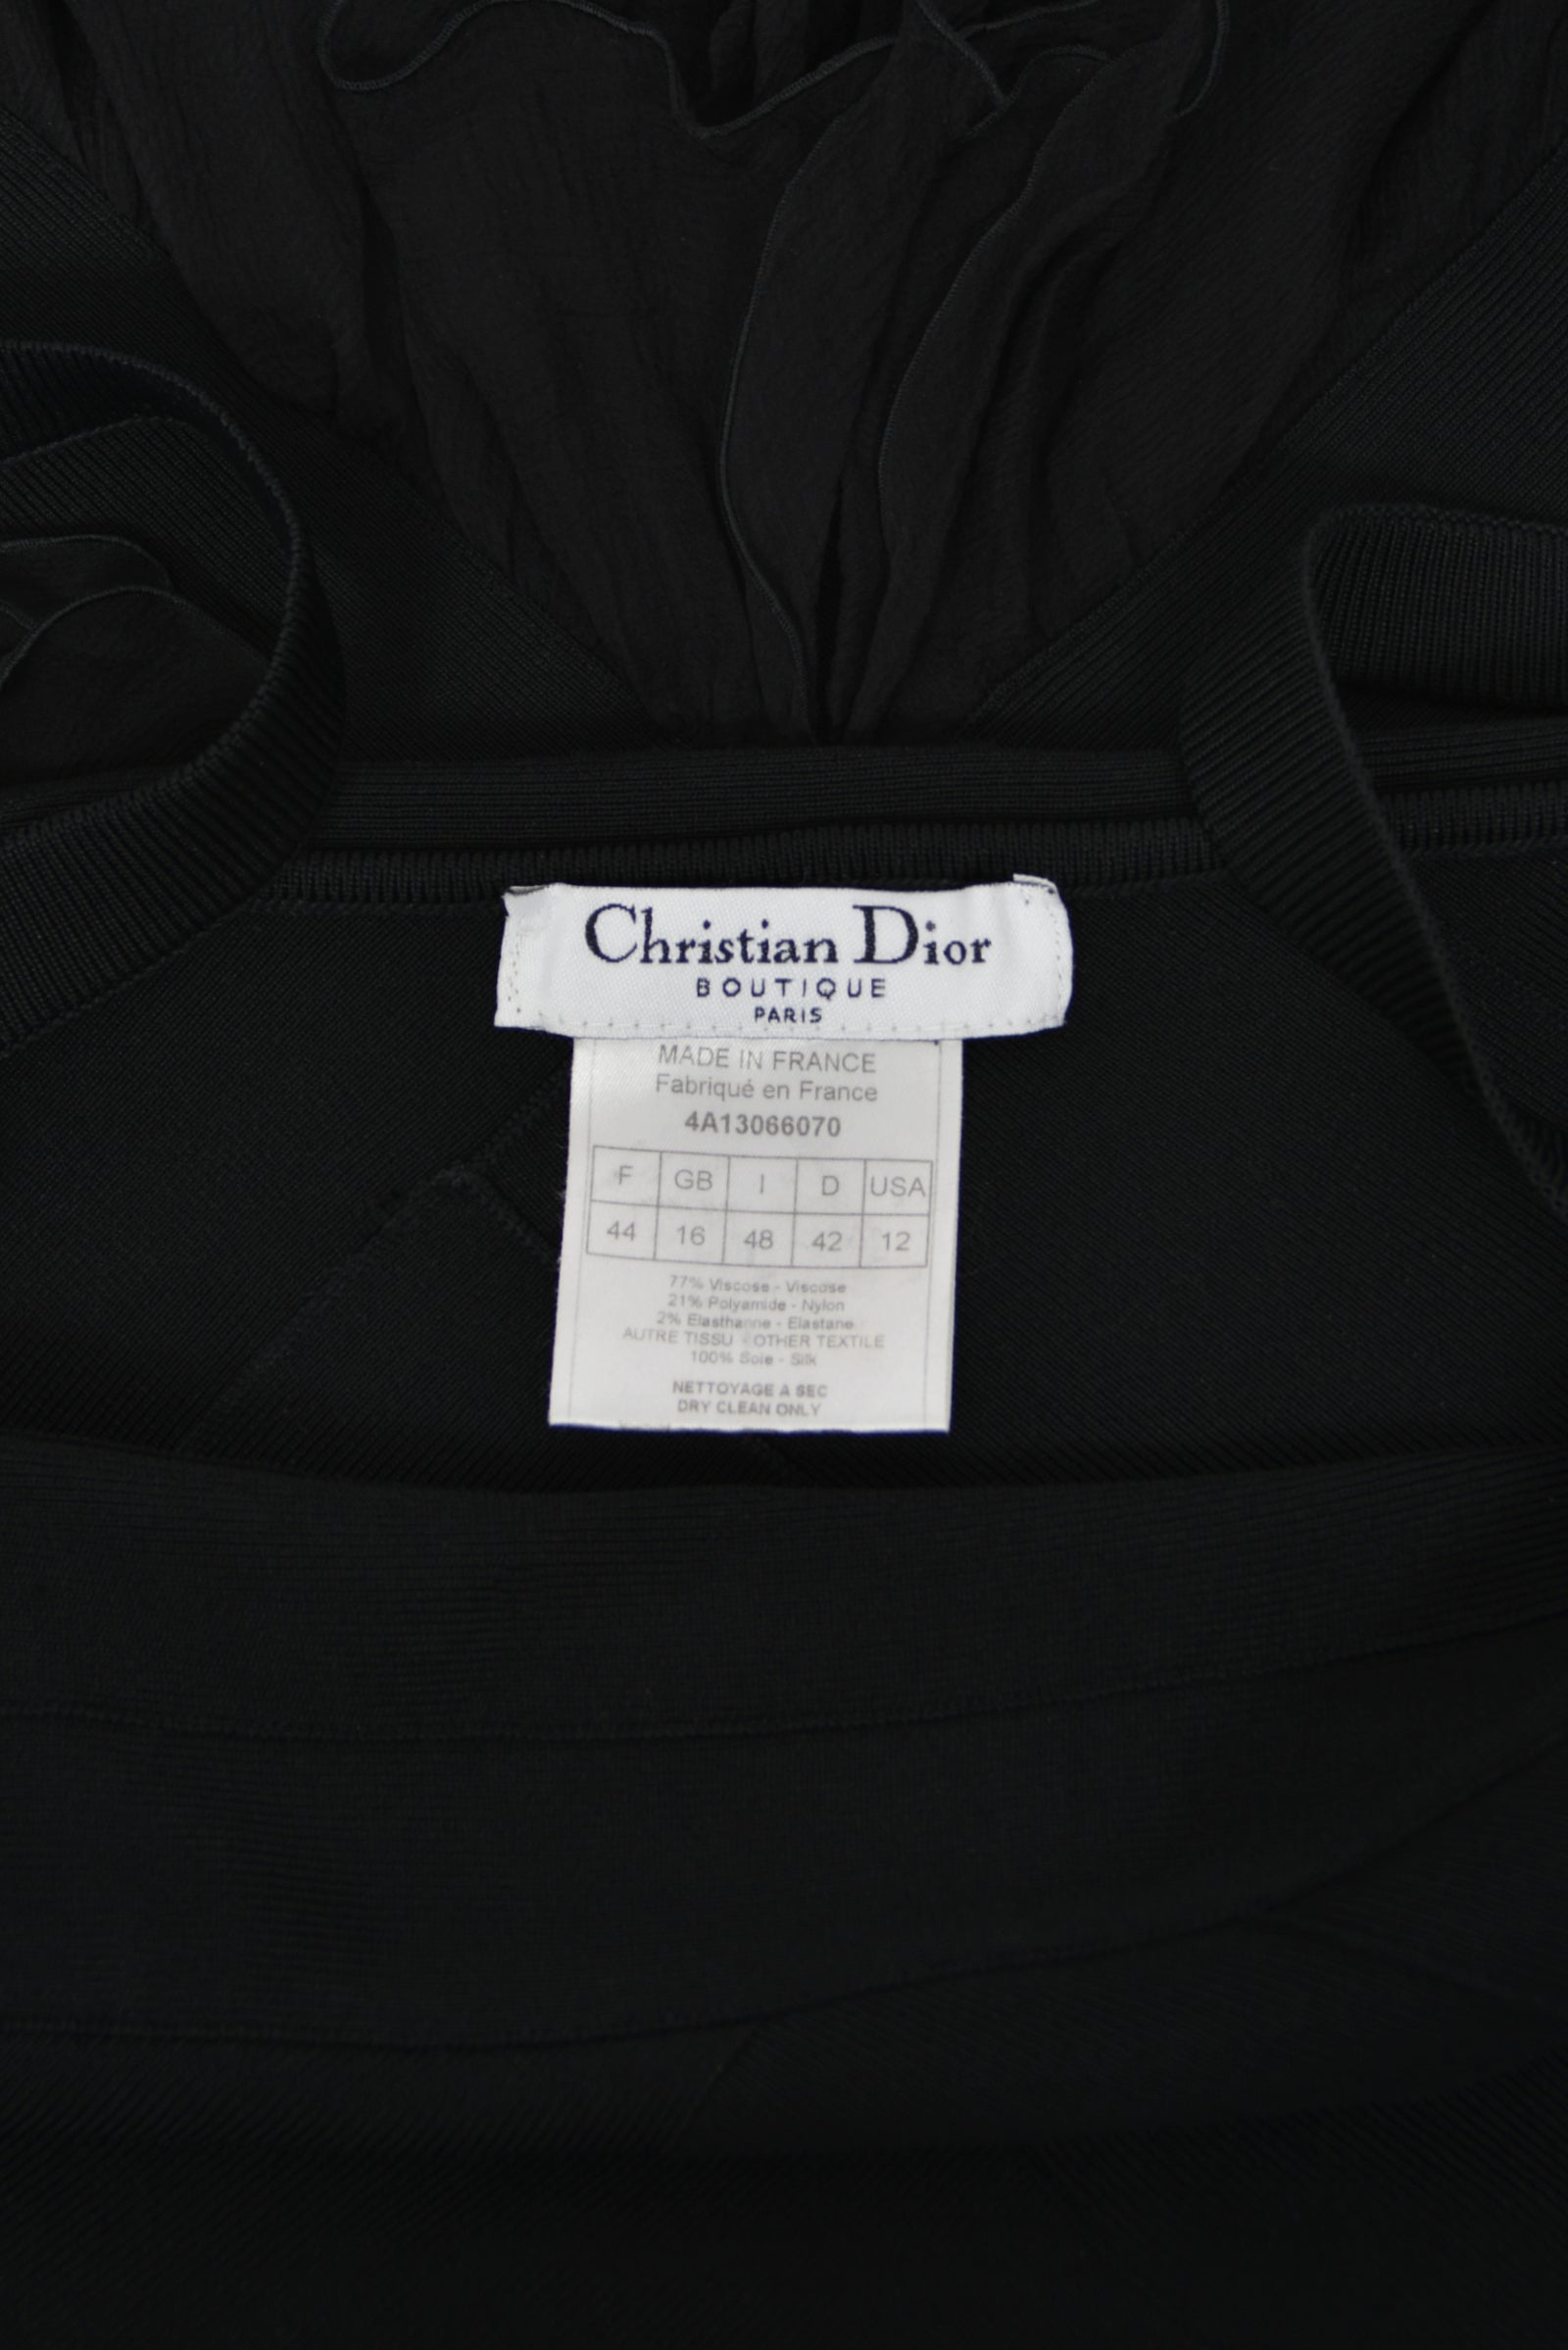 Christian Dior
BOUTIQUE
PARIS
MADE IN FRANCE
Fabriqué en France
4A13066070
F GB I D USA
44 16 48 42 12
77% Viscose - Viscose
21% Polyamide - Nylon
2% Elasthanne - Elastane
AUTRE TISSU - OTHER TEXTILE
100% Soie - Silk
NETTOYAGE A SEC
DRY CLEAN ONLY